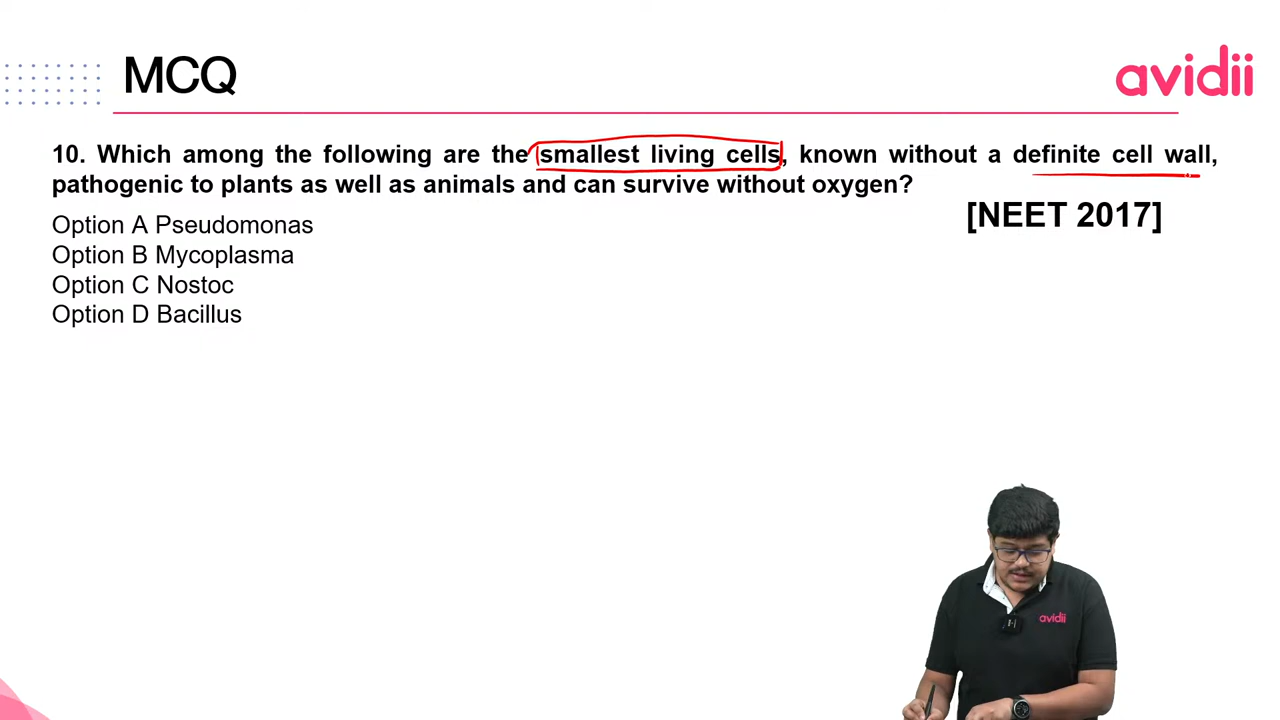 MCQ
avidii
10. Which among the following are the smallest living cells, known without a definite cell wall,
pathogenic to plants as well as animals and can survive without oxygen?
[NEET 2017]
Option A Pseudomonas
Option B Mycoplasma
Option C Nostoc
Option D Bacillus
avidii